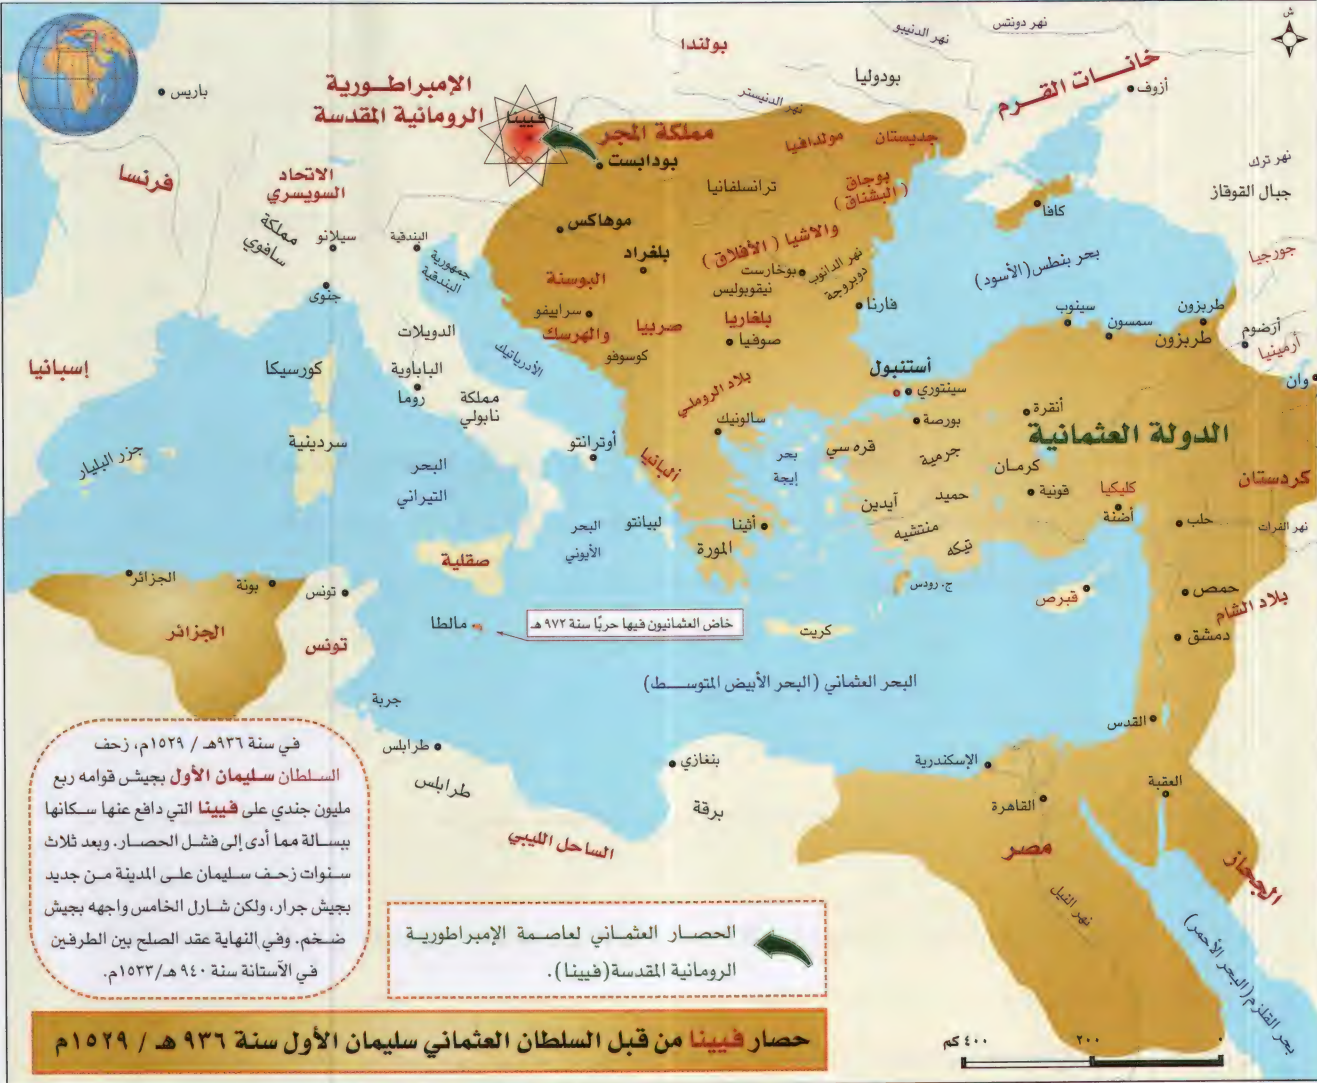 ش
نهر دونتس
نهر الدنيبر
بولندا
خانات القرم
أزوف
بودوليا
نهر الدنيستر
باريس
الإمبراطورية
الرومانية المقدسة
فيينا
مملكة المجر
بودابست
مولدافيا
جديستان
نهر ترك
جبال القوقاز
فرنسا
الاتحاد
السويسري
ترانسلفانيا
بوجاق
(البشناق)
كافا
موهاكس
مملكة
سافوي
سيلانو
البندقية
جمهورية
البندقية
بلغراد
والاشيا (الأفلاق)
نهر الدانوب
دوبروجة
بحر بنطس(الأسود)
جورجيا
البوسنة
والهرسك
بوخارست
نيقوبوليس
جنوى
سراييفو
صربيا
بلغاريا
صوفيا
فارنا
سينوب
سمسون
طربزون
طربزون
أرضوم
أرمينيا
وان
الدويلات
الباباوية
روما
الأدرياتيك
كوسوفو
إسبانيا
كورسيكا
مملكة
نابولي
بلاد الروملي
أستنبول
سينتوري
بورصة
أنقرة
الدولة العثمانية
سالونيك
سردينية
أوترانتو
ألبانيا
بحر
إيجة
قره سي
جرمية
كرمان
كردستان
جزر البليار
البحر
التيراني
آيدين
حميد
قونية
كليكيا
أضنة
البحر
الأيوني
ليبانتو
أثينا
المورة
منتشيه
تكه
حلب
نهر الفرات
صقلية
ج. رودس
قبرص
حمص
بلاد الشام
دمشق
الجزائر
بونة
تونس
الجزائر
تونس
مالطا
خاض العثمانيون فيها حربًا سنة ٩٧٢ هـ
كريت
البحر العثماني (البحر الأبيض المتوسط)
جربة
القدس
طرابلس
طرابلس
بنغازي
برقة
الإسكندرية
القاهرة
العقبة
الساحل الليبي
مصر
نهر النيل
الحجاز
بحر القلزم(البحر الأحمر)
في سنة ٩٣٦هـ / ١٥٢٩م، زحف
السلطان سليمان الأول بجيش قوامه ربع
مليون جندي على فيينا التي دافع عنها سكانها
ببسالة مما أدى إلى فشل الحصار. وبعد ثلاث
سنوات زحف سليمان على المدينة من جديد
بجيش جرار، ولكن شارل الخامس واجهه بجيش
ضخم. وفي النهاية عقد الصلح بين الطرفين
في الآستانة سنة ٩٤٠ هـ/١٥٣٣م.
الحصار العثماني لعاصمة الإمبراطورية
الرومانية المقدسة(فيينا).
حصار فيينا من قبل السلطان العثماني سليمان الأول سنة ٩٣٦ هـ / ١٥٢٩م
٤٠٠ كم ٢٠٠ ٠